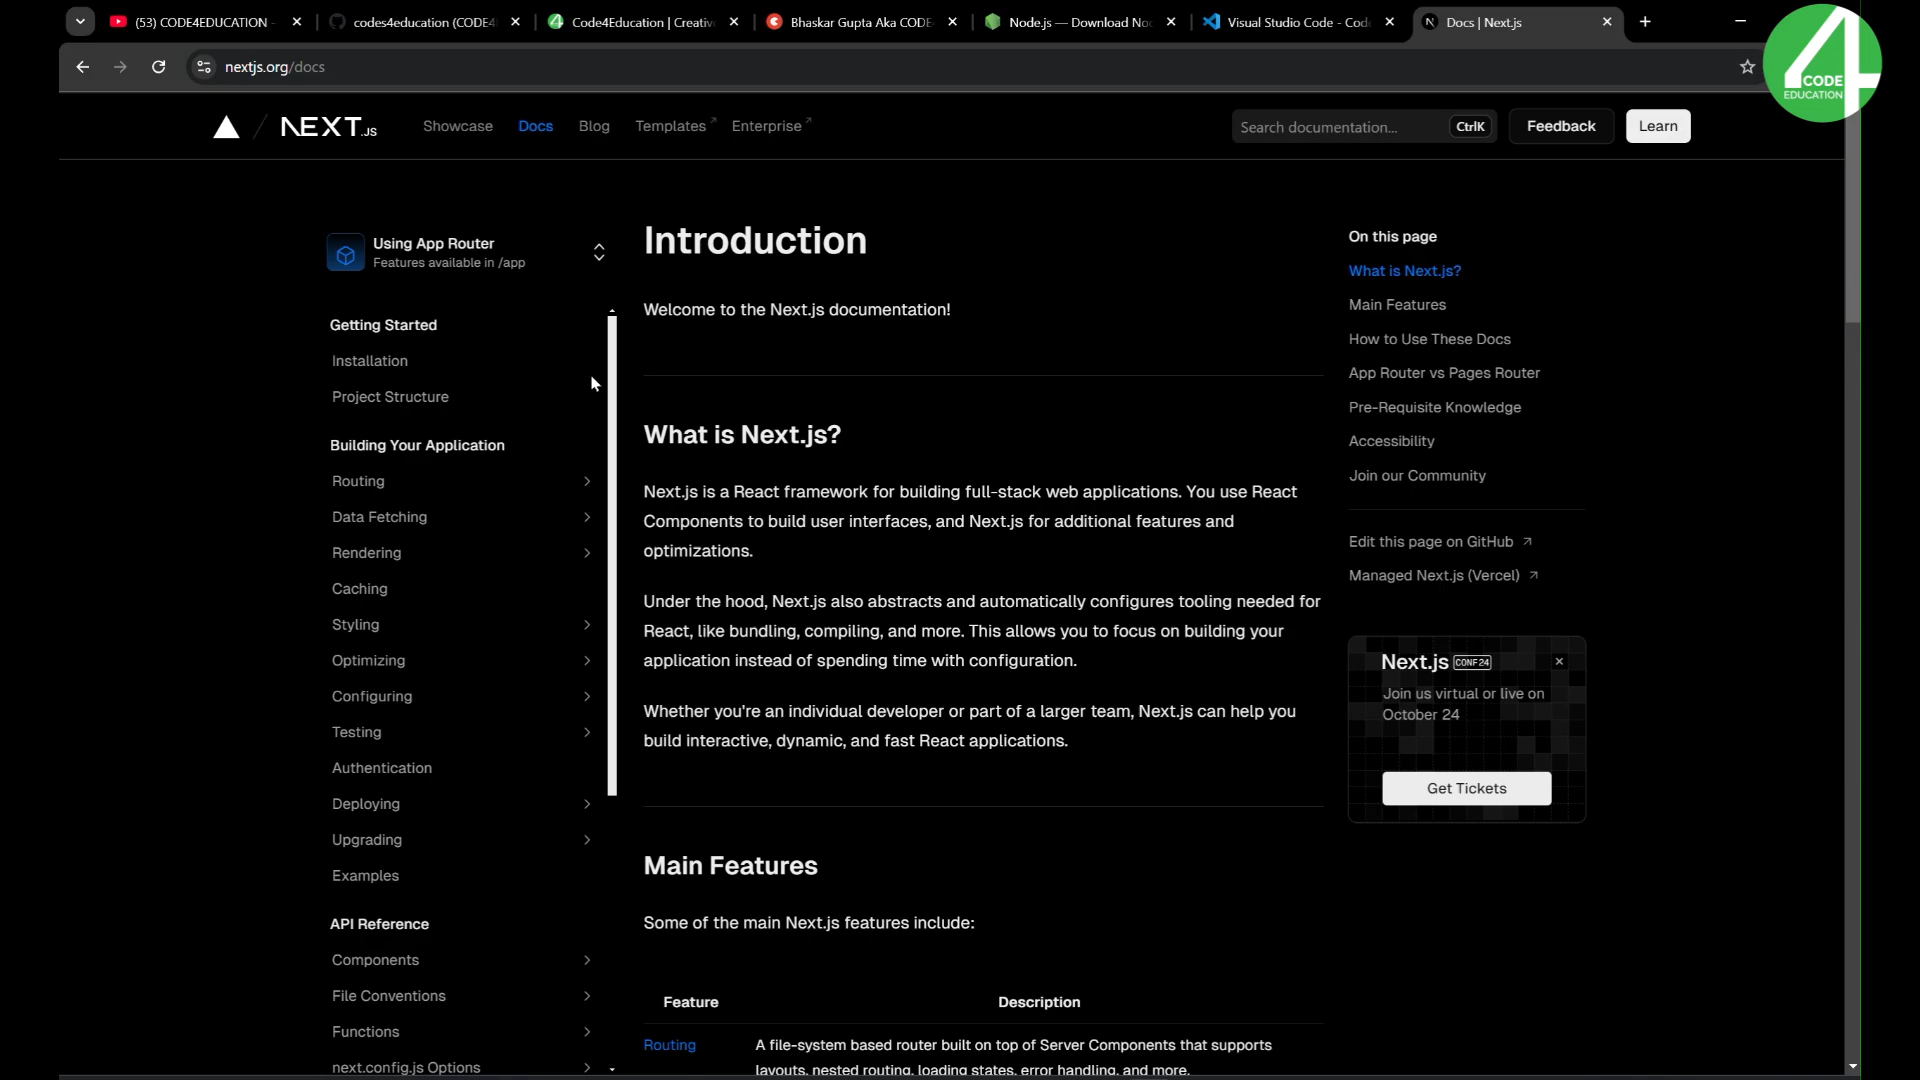 (53) CODE4EDUCATION -
codes4education (CODE4
Code4Education | Creativ
Bhaskar Gupta Aka CODE
Node.js — Download No
Visual Studio Code - Cod
Docs | Next.js
nextjs.org/docs
4
CODE
EDUCATION
NEXT.JS
Showcase
Docs
Blog
Templates
Enterprise
Search documentation...
CtrlK
Feedback
Learn
Using App Router
Features available in /app
Getting Started
Installation
Project Structure
Building Your Application
Routing
Data Fetching
Rendering
Caching
Styling
Optimizing
Configuring
Testing
Authentication
Deploying
Upgrading
Examples
API Reference
Components
File Conventions
Functions
next.config.js Options
Introduction
Welcome to the Next.js documentation!
What is Next.js?
Next.js is a React framework for building full-stack web applications. You use React
Components to build user interfaces, and Next.js for additional features and
optimizations.
Under the hood, Next.js also abstracts and automatically configures tooling needed for
React, like bundling, compiling, and more. This allows you to focus on building your
application instead of spending time with configuration.
Whether you're an individual developer or part of a larger team, Next.js can help you
build interactive, dynamic, and fast React applications.
Main Features
Some of the main Next.js features include:
Feature Description
Routing A file-system based router built on top of Server Components that supports
layouts, nested routing, loading states, error handling, and more.
On this page
What is Next.js?
Main Features
How to Use These Docs
App Router vs Pages Router
Pre-Requisite Knowledge
Accessibility
Join our Community
Edit this page on GitHub
Managed Next.js (Vercel)
Next.js CONF24
Join us virtual or live on
October 24
Get Tickets